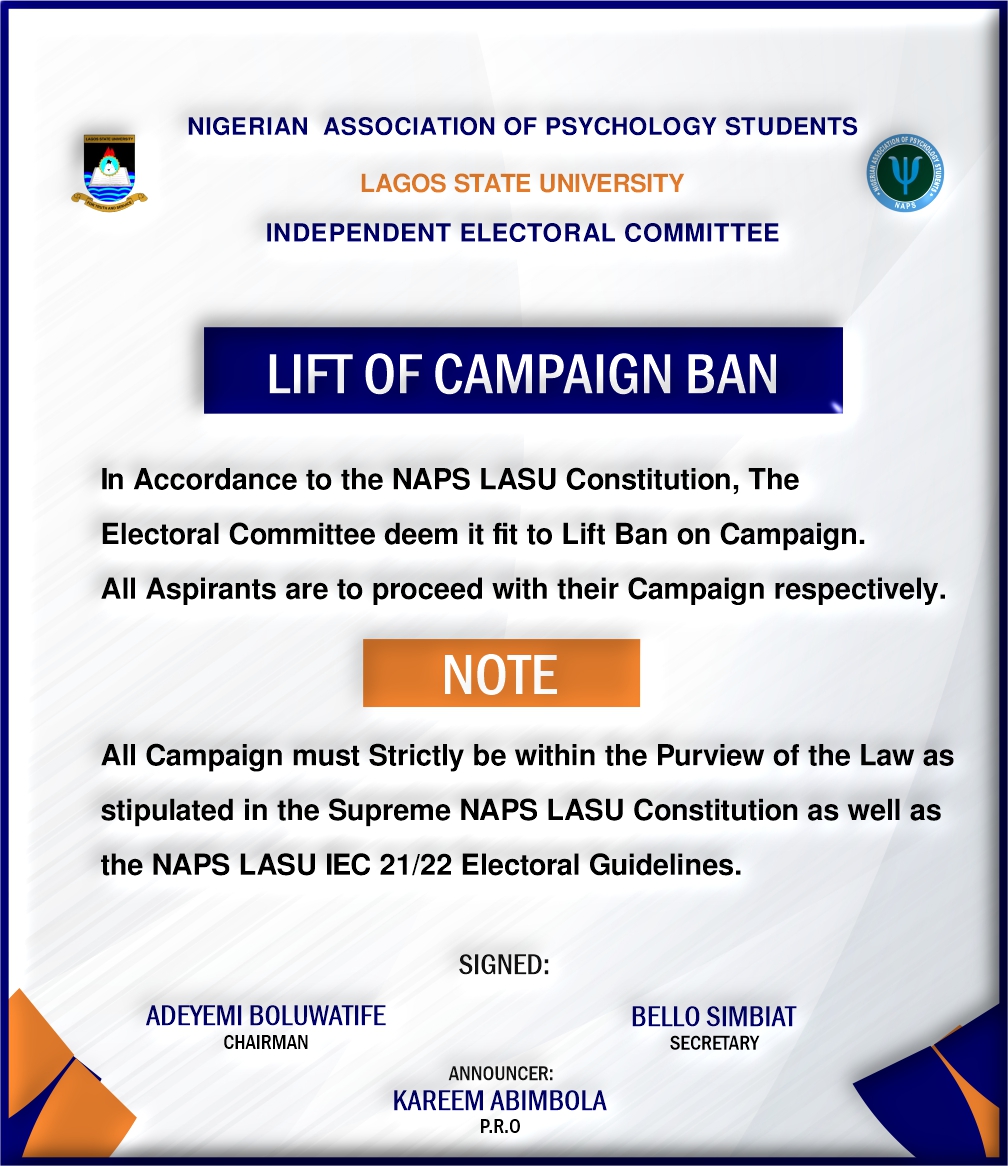 NIGERIAN ASSOCIATION OF PSYCHOLOGY STUDENTS
LAGOS STATE UNIVERSITY
INDEPENDENT ELECTORAL COMMITTEE
LAGOS STATE UNIVERSITY
FOR TRUTH AND SERVICE
NIGERIAN ASSOCIATION OF PSYCHOLOGY STUDENTS
NAPS
LIFT OF CAMPAIGN BAN
In Accordance to the NAPS LASU Constitution, The
Electoral Committee deem it fit to Lift Ban on Campaign.
All Aspirants are to proceed with their Campaign respectively.
NOTE
All Campaign must Strictly be within the Purview of the Law as
stipulated in the Supreme NAPS LASU Constitution as well as
the NAPS LASU IEC 21/22 Electoral Guidelines.
SIGNED:
ADEYEMI BOLUWATIFE
CHAIRMAN
BELLO SIMBIAT
SECRETARY
ANNOUNCER:
KAREEM ABIMBOLA
P.R.O